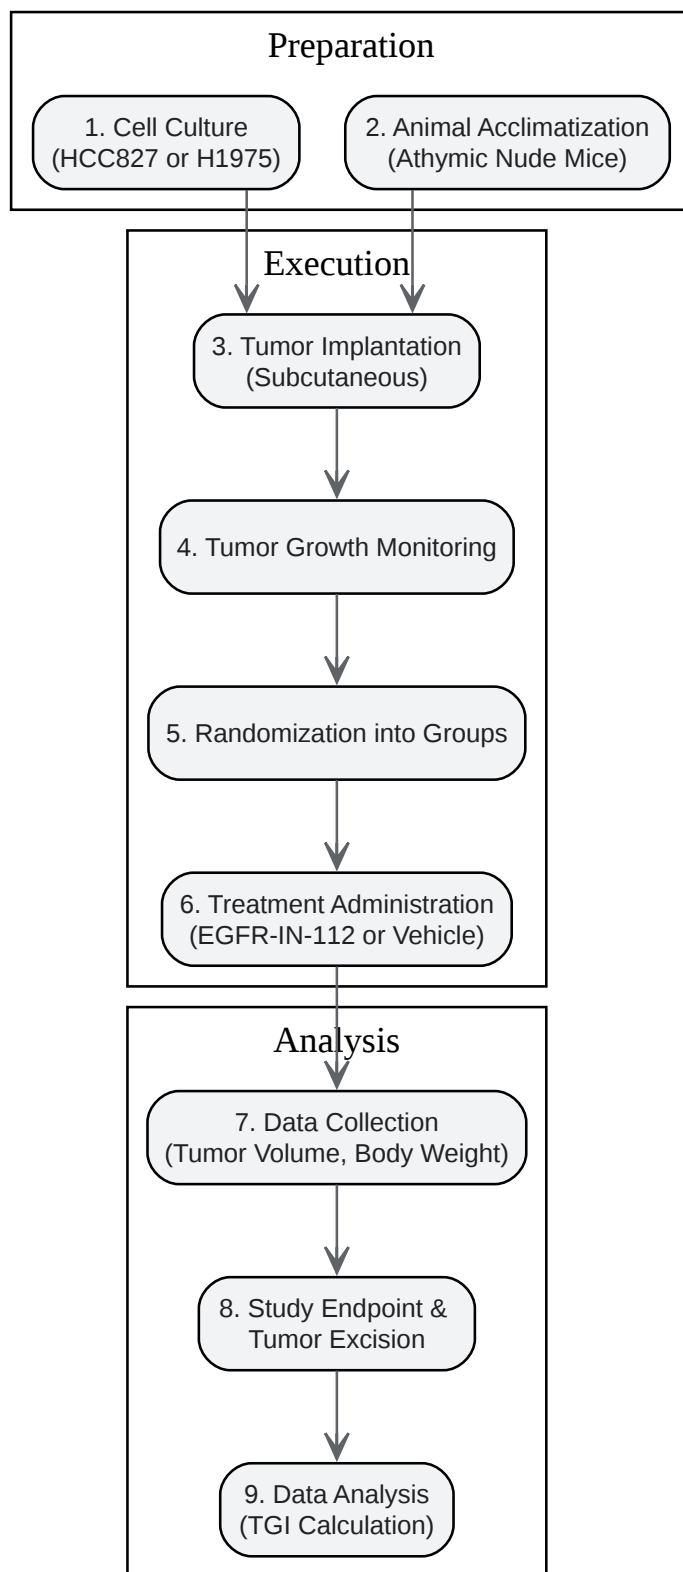 Preparation
1. Cell Culture
(HCC827 or H1975)
2. Animal Acclimatization
(Athymic Nude Mice)
Execution
3. Tumor Implantation
(Subcutaneous)
4. Tumor Growth Monitoring
5. Randomization into Groups
6. Treatment Administration
(EGFR-IN-112 or Vehicle)
Analysis
7. Data Collection
(Tumor Volume, Body Weight)
8. Study Endpoint &
Tumor Excision
9. Data Analysis
(TGI Calculation)